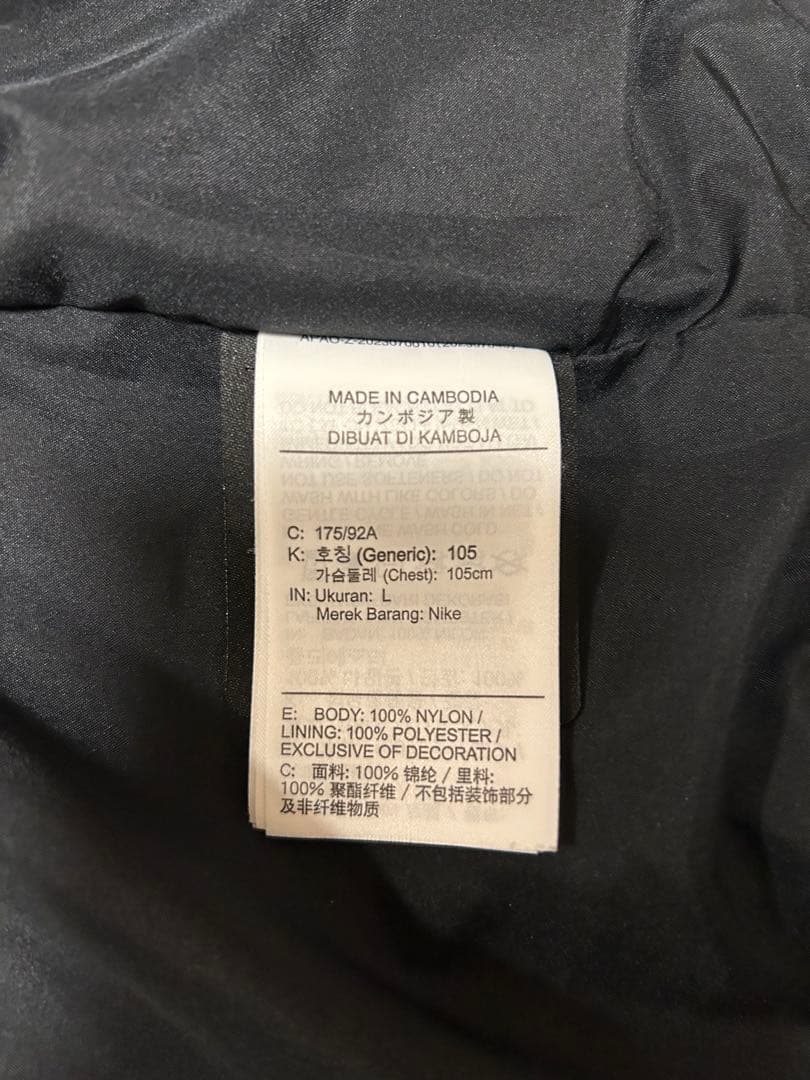 MADE IN CAMBODIA
カンボジア製
DIBUAT DI KAMBOJA
C: 175/92A
K: 호칭 (Generic): 105
가슴둘레 (Chest): 105cm
IN: Ukuran: L
Merek Barang: Nike
E: BODY: 100% NYLON /
LINING: 100% POLYESTER /
EXCLUSIVE OF DECORATION
C: 面料: 100% 锦纶 / 里料:
100% 聚酯纤维 / 不包括装饰部分
及非纤维物质